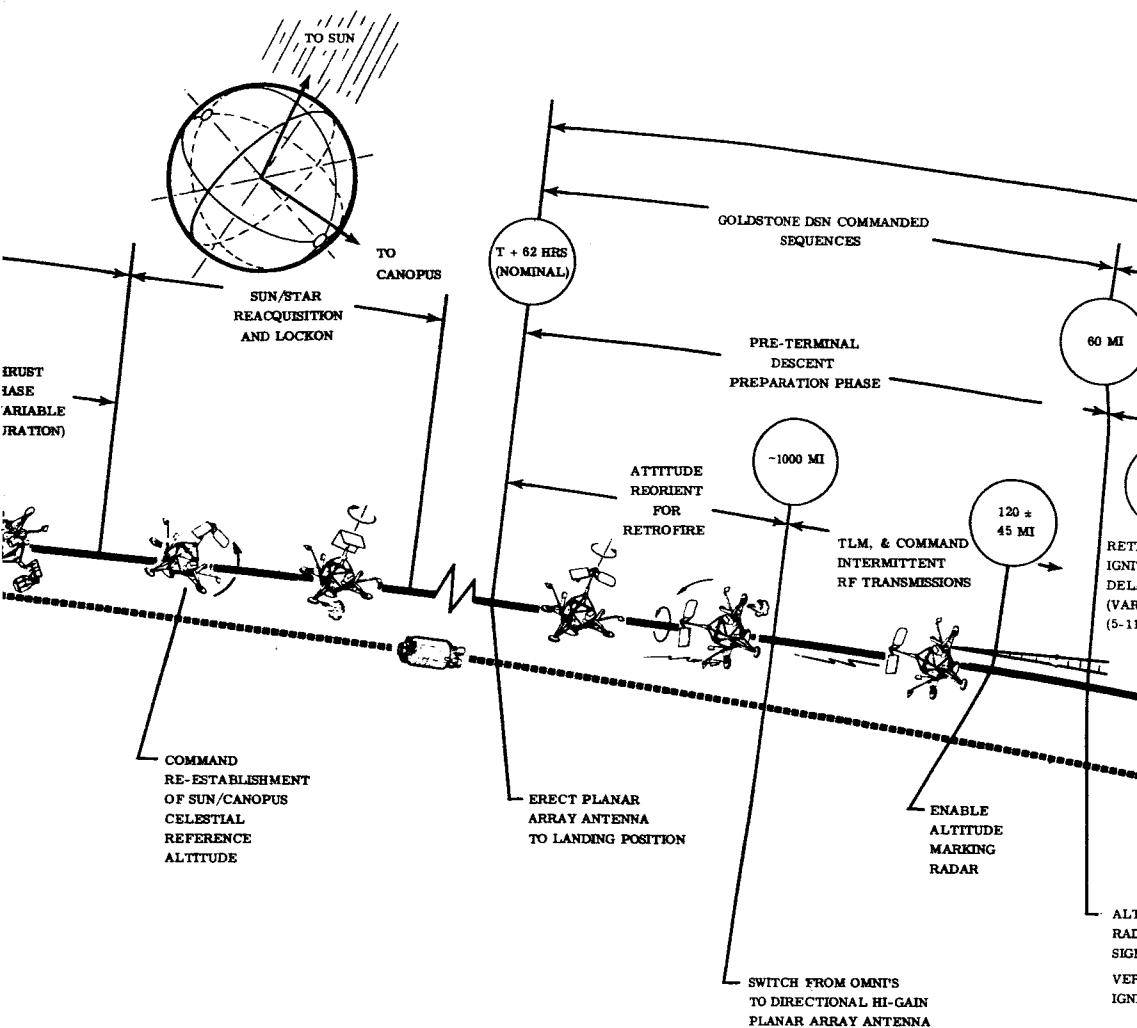 TO SUN
TO
CANOPUS
SUN/STAR
REACQUISITION
AND LOCKON
T + 62 HRS
(NOMINAL)
GOLDSTONE DSN COMMANDED
SEQUENCES
60 MI
PRE-TERMINAL
DESCENT
PREPARATION PHASE
HRUST
HASE
ARIABLE
URATION)
~1000 MI
ATTITUDE
REORIENT
FOR
RETROFIRE
120 ±
45 MI
TLM, & COMMAND
INTERMITTENT
RF TRANSMISSIONS
RET
IGNI
DEL
(VAR
(5-11
COMMAND
RE-ESTABLISHMENT
OF SUN/CANOPUS
CELESTIAL
REFERENCE
ALTITUDE
ERECT PLANAR
ARRAY ANTENNA
TO LANDING POSITION
ENABLE
ALTITUDE
MARKING
RADAR
ALT
RAD
SIG
VER
IGN
SWITCH FROM OMNI'S
TO DIRECTIONAL HI-GAIN
PLANAR ARRAY ANTENNA